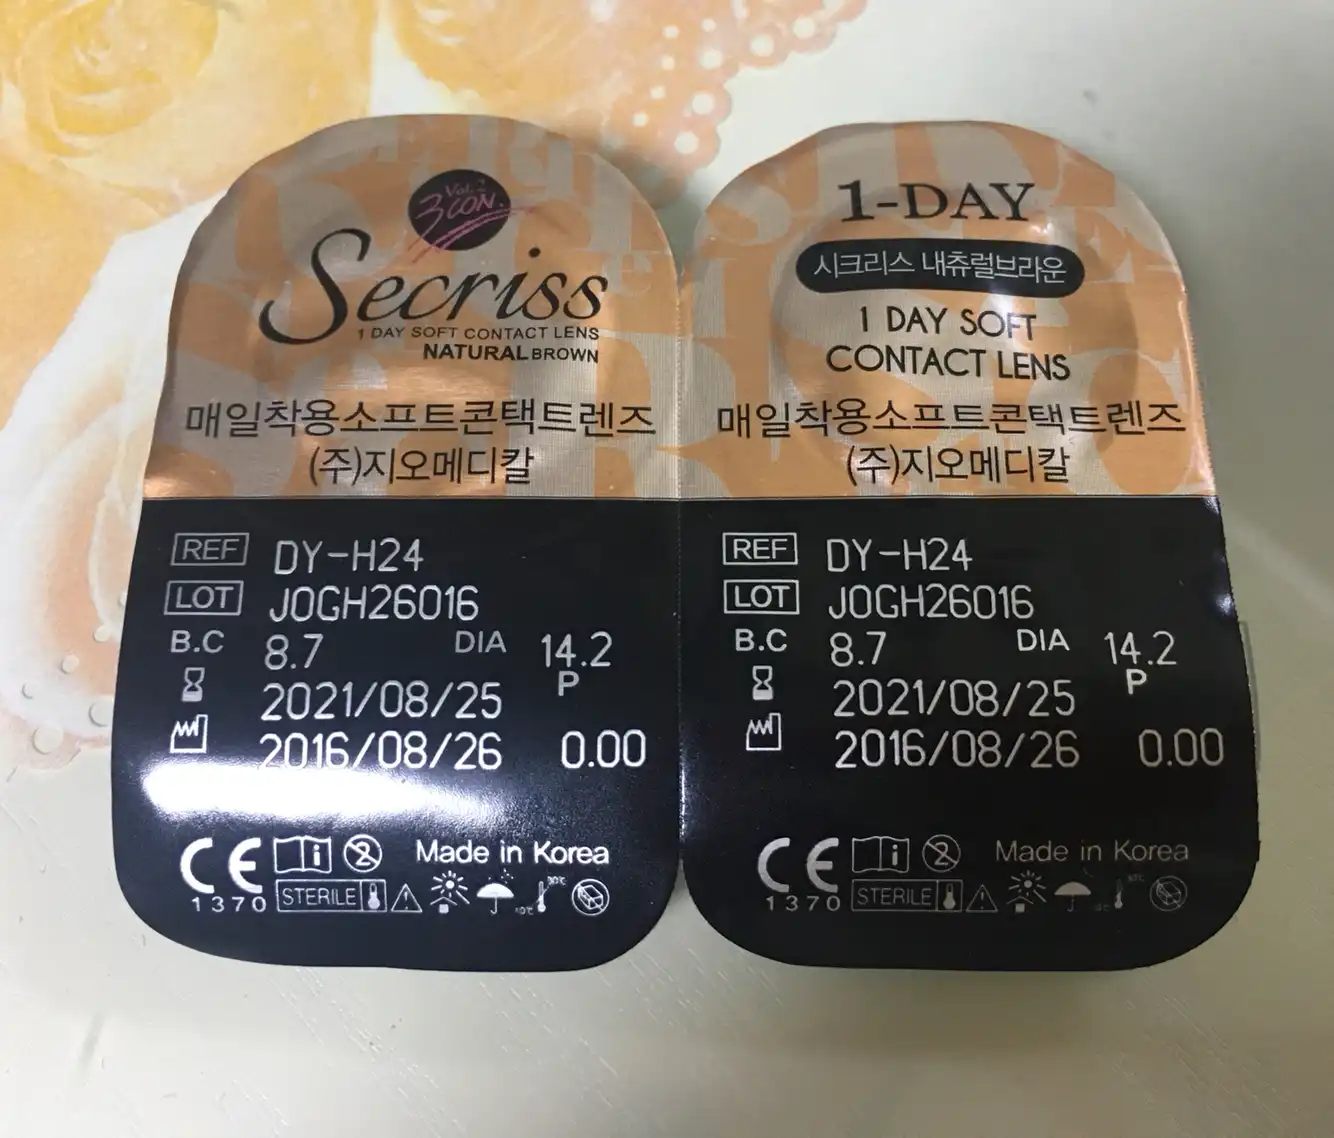 Vol.2
3CON.
Secriss
1 DAY SOFT CONTACT LENS
NATURAL BROWN
매일착용소프트콘택트렌즈
(주)지오메디칼
REF DY-H24
LOT JOGH26016
B.C 8.7 DIA 14.2
2021/08/25 P
2016/08/26 0.00
CE Made in Korea
1370 STERILE 30℃
10℃
1-DAY
시크리스 내츄럴브라운
1 DAY SOFT
CONTACT LENS
매일착용소프트콘택트렌즈
(주)지오메디칼
REF DY-H24
LOT JOGH26016
B.C 8.7 DIA 14.2
2021/08/25 P
2016/08/26 0.00
CE Made in Korea
1370 STERILE